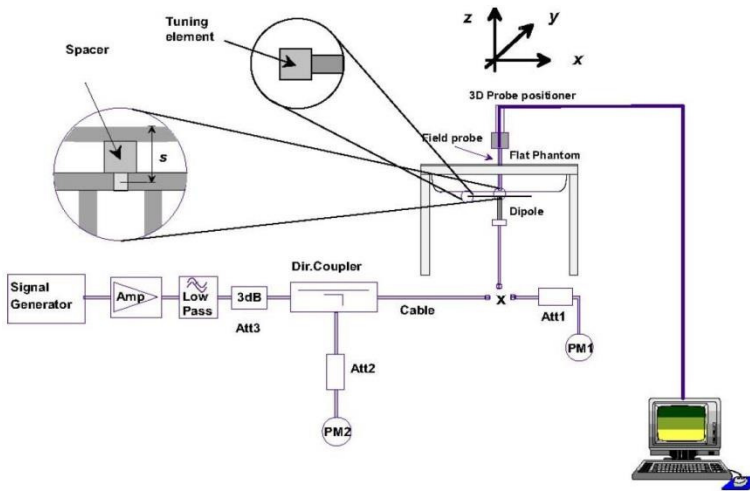 Tuning
element
Spacer
s
z
y
x
3D Probe positioner
Field probe
Flat Phantom
Dipole
Dir.Coupler
Signal
Generator
Amp
Low
Pass
3dB
Att3
Cable
x
Att1
PM1
Att2
PM2